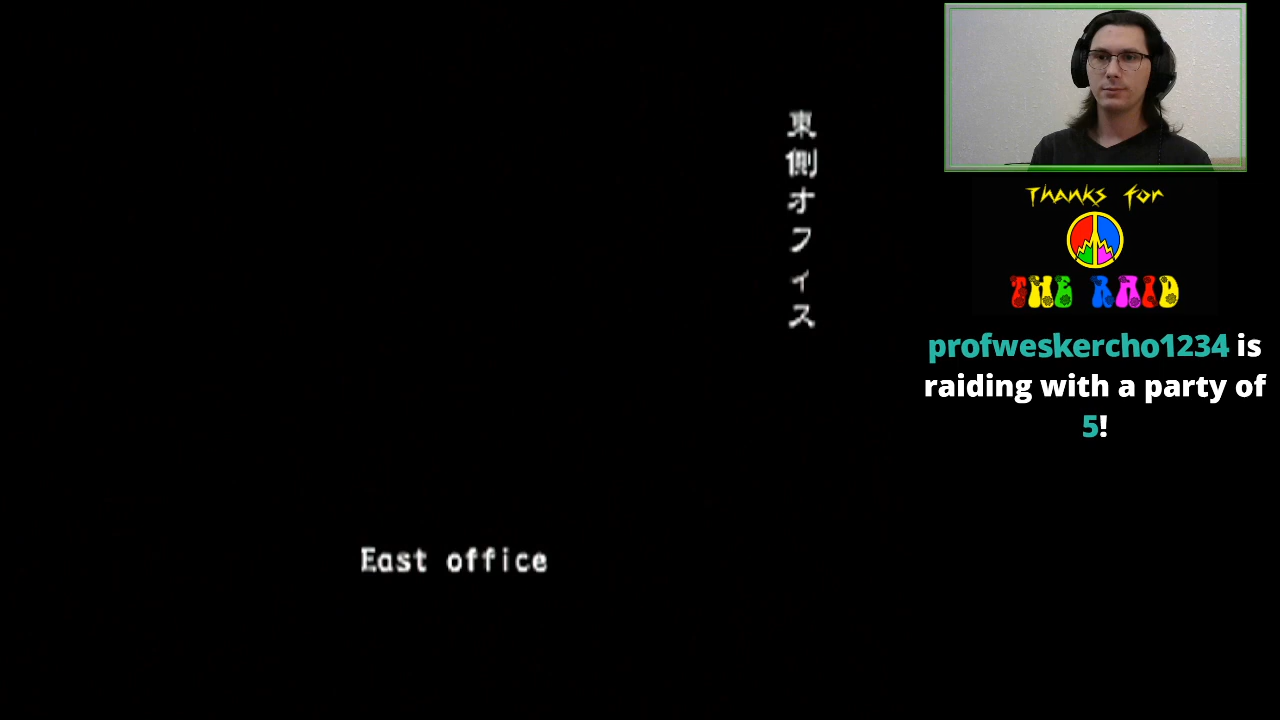 東側オフィス
East office
Thanks for
THE RAID
profweskercho1234 is
raiding with a party of
5!